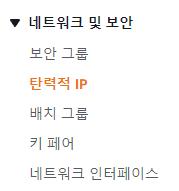 네트워크 및 보안
보안 그룹
탄력적 IP
배치 그룹
키 페어
네트워크 인터페이스